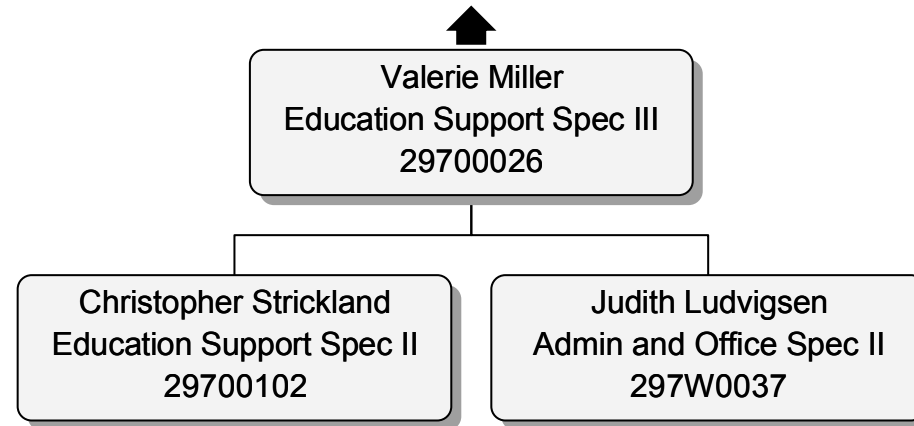 Valerie Miller
Education Support Spec III
29700026
Christopher Strickland
Education Support Spec II
29700102
Judith Ludvigsen
Admin and Office Spec II
297W0037